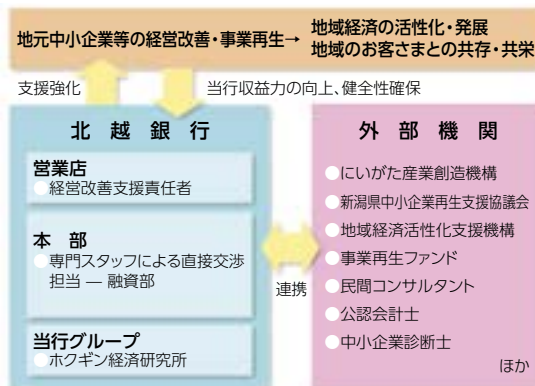 地元中小企業等の経営改善・事業再生→
地域経済の活性化・発展
地域のお客さまとの共存・共栄
支援強化
当行収益力の向上、健全性確保
北越銀行
営業店
●経営改善支援責任者
本部
●専門スタッフによる直接交渉
担当 ― 融資部
当行グループ
●ホクギン経済研究所
連携
外部機関
●にいがた産業創造機構
●新潟県中小企業再生支援協議会
●地域経済活性化支援機構
●事業再生ファンド
●民間コンサルタント
●公認会計士
●中小企業診断士
ほか